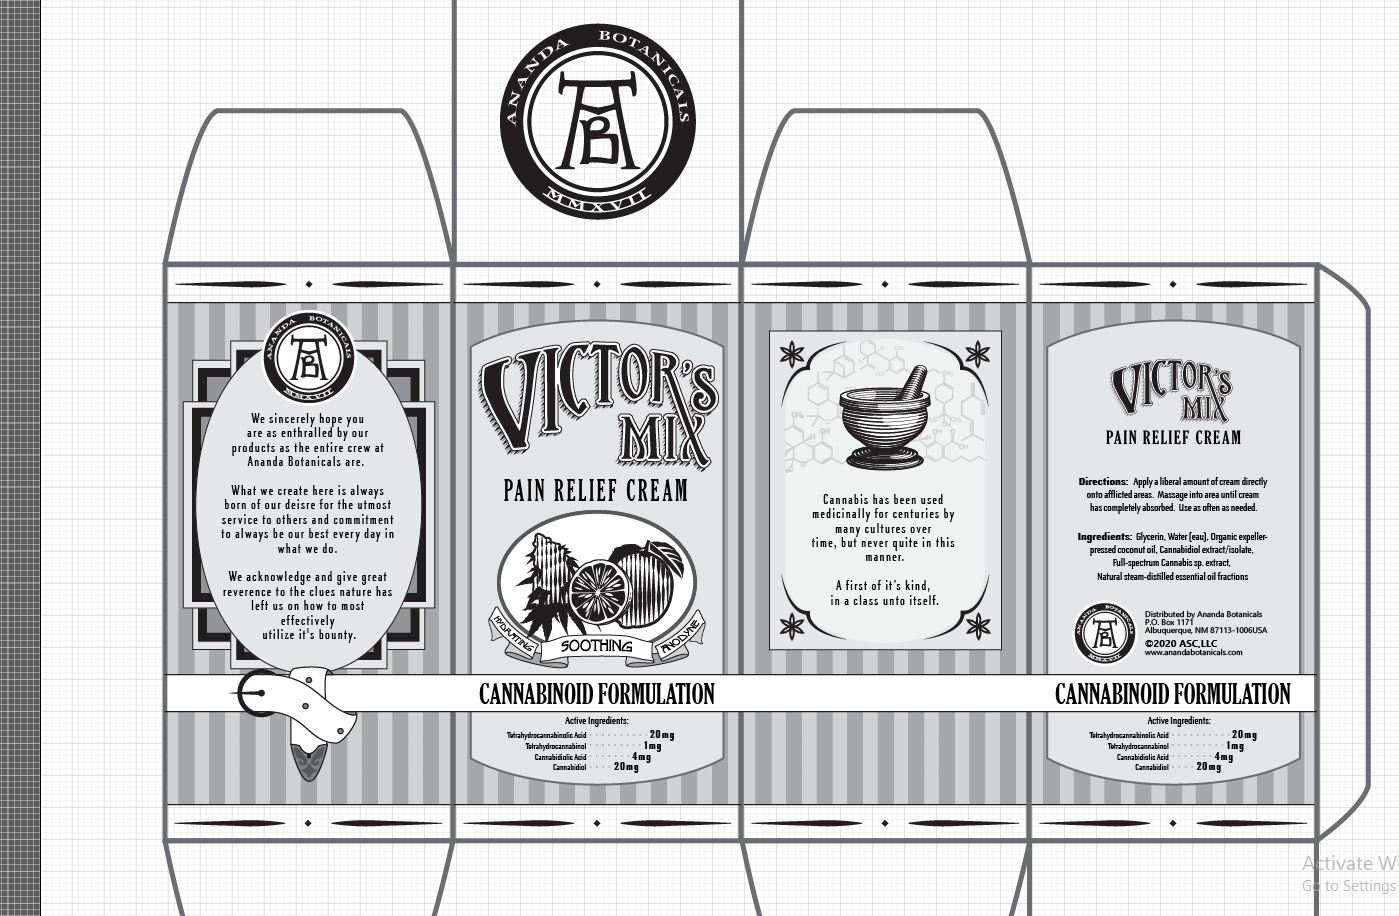 ANANDA BOTANICALS
AB
MMXVII
ANANDA BOTANICALS
AB
MMXVII
We sincerely hope you
are as enthralled by our
products as the entire crew at
Ananda Botanicals are.
What we create here is always
born of our deisre for the utmost
service to others and commitment
to always be our best every day in
what we do.
We acknowledge and give great
reverence to the clues nature has
left us on how to most
effectively
utilize it's bounty.
VICTOR'S
MIX
PAIN RELIEF CREAM
HYDRATING
SOOTHING
ANODYNE
CANNABINOID FORMULATION
Active Ingredients:
Tetrahydrocannabinolic Acid 20mg
Tetrahydrocannabinol 1mg
Cannabidiolic Acid 4mg
Cannabidiol 20mg
Cannabis has been used
medicinally for centuries by
many cultures over
time, but never quite in this
manner.
A first of it's kind,
in a class unto itself.
VICTOR'S
MIX
PAIN RELIEF CREAM
Directions: Apply a liberal amount of cream directly
onto afflicted areas. Massage into area until cream
has completely absorbed. Use as often as needed.
Ingredients: Glycerin, Water (eau), Organic expeller-
pressed coconut oil, Cannabidiol extract/isolate,
Full-spectrum Cannabis sp. extract,
Natural steam-distilled essential oil fractions
ANANDA BOTANICALS
AB
MMXVII
Distributed by Ananda Botanicals
P.O. Box 1171
Albuquerque, NM 87113-1006USA
©2020 ASC,LLC
www.anandabotanicals.com
CANNABINOID FORMULATION
Active Ingredients:
Tetrahydrocannabinolic Acid 20mg
Tetrahydrocannabinol 1mg
Cannabidiolic Acid 4mg
Cannabidiol 20mg
Activate W
Go to Settings